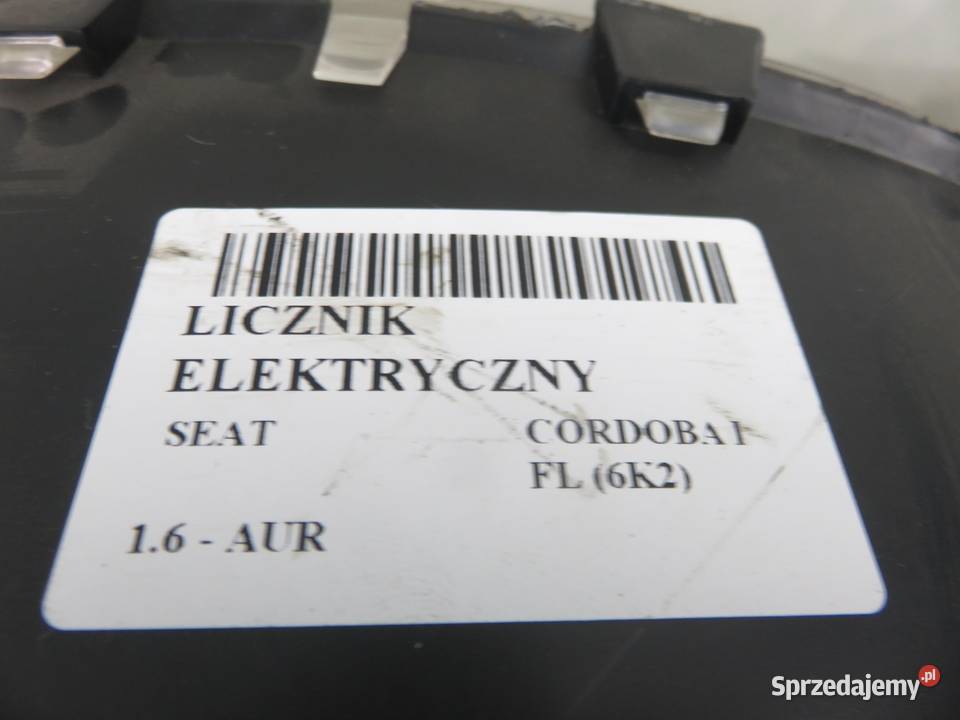 LICZNIK
ELEKTRYCZNY
SEAT CORDOBA I
FL (6K2)
1.6 - AUR
Sprzedajemy.pl